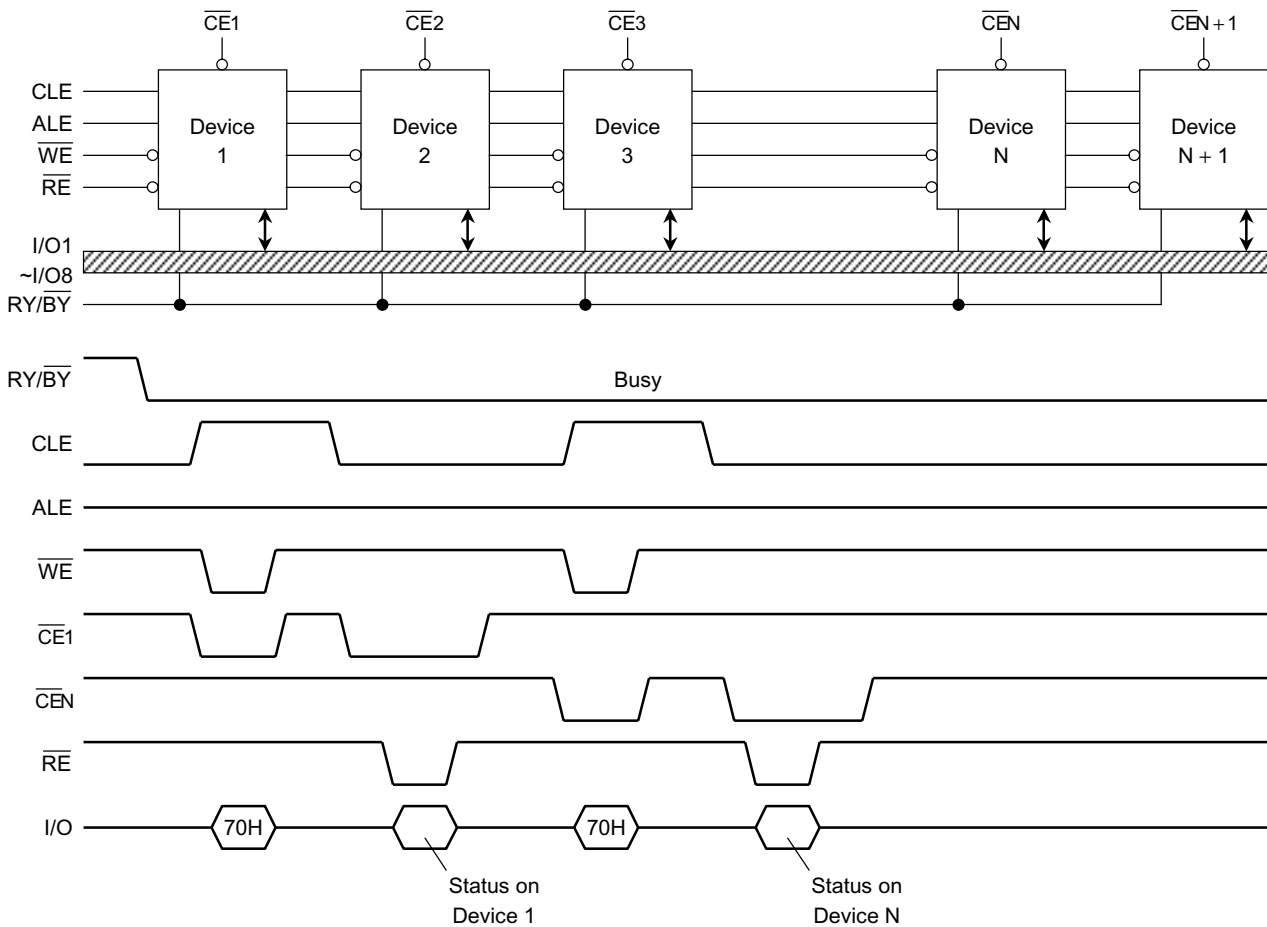 CE1 CE2 CE3 CEN CEN + 1
CLE
ALE
WE
RE
Device
1
Device
2
Device
3
Device
N
Device
N + 1
I/O1
~I/O8
RY/BY
RY/BY
Busy
CLE
ALE
WE
CE1
CEN
RE
I/O
70H
70H
Status on
Device 1
Status on
Device N